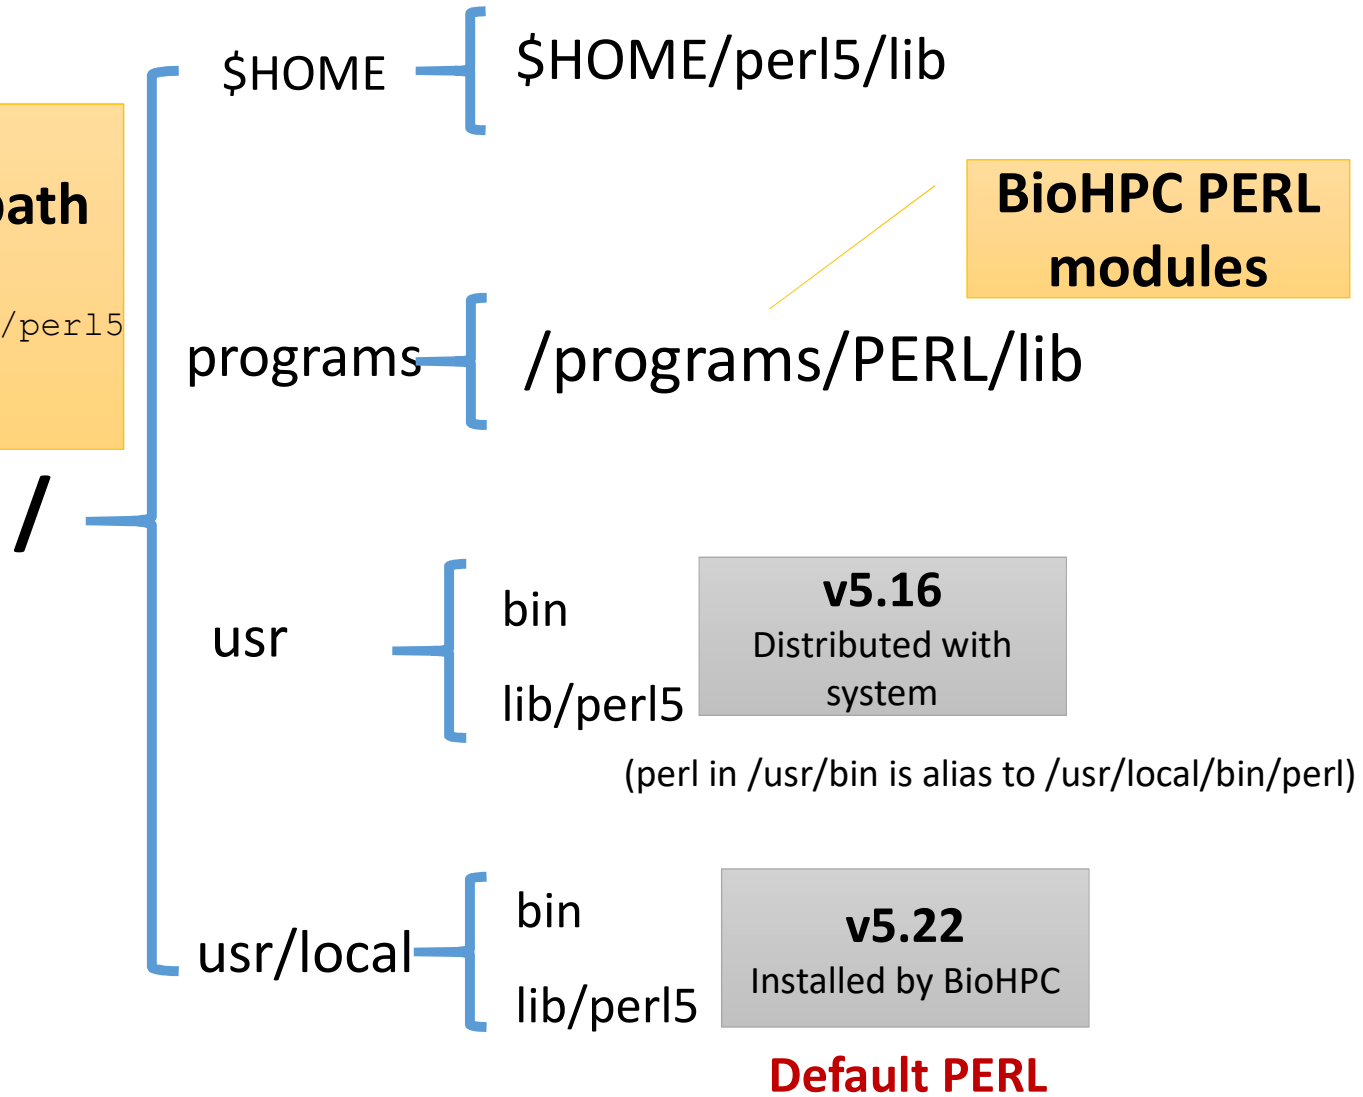 $HOME
$HOME/perl5/lib
path
/perl5
BioHPC PERL
modules
programs
/programs/PERL/lib
/
usr
bin
lib/perl5
v5.16
Distributed with
system
(perl in /usr/bin is alias to /usr/local/bin/perl)
usr/local
bin
lib/perl5
v5.22
Installed by BioHPC
Default PERL